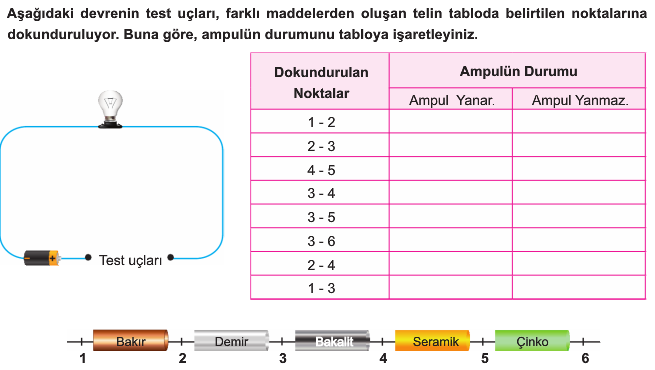 Aşağıdaki devrenin test uçları, farklı maddelerden oluşan telin tabloda belirtilen noktalarına
dokunduruluyor. Buna göre, ampulün durumunu tabloya işaretleyiniz.
Dokundurulan Noktalar
Ampulün Durumu
Ampul Yanar.
Ampul Yanmaz.
1 - 2
2 - 3
4 - 5
3 - 4
3 - 5
3 - 6
2 - 4
1 - 3
+
Test uçları
Bakır
Demir
Bakalit
Seramik
Çinko
1 2 3 4 5 6